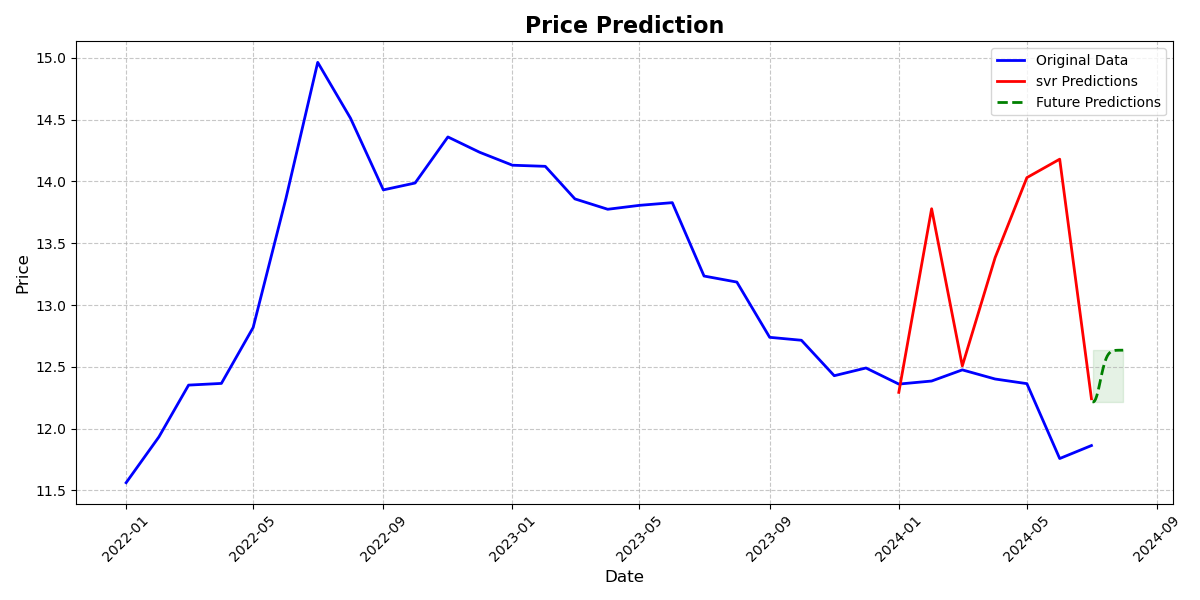 Price Prediction
Original Data
svr Predictions
Future Predictions
Price
15.0
14.5
14.0
13.5
13.0
12.5
12.0
11.5
2022-01
2022-05
2022-09
2023-01
2023-05
2023-09
2024-01
2024-05
2024-09
Date